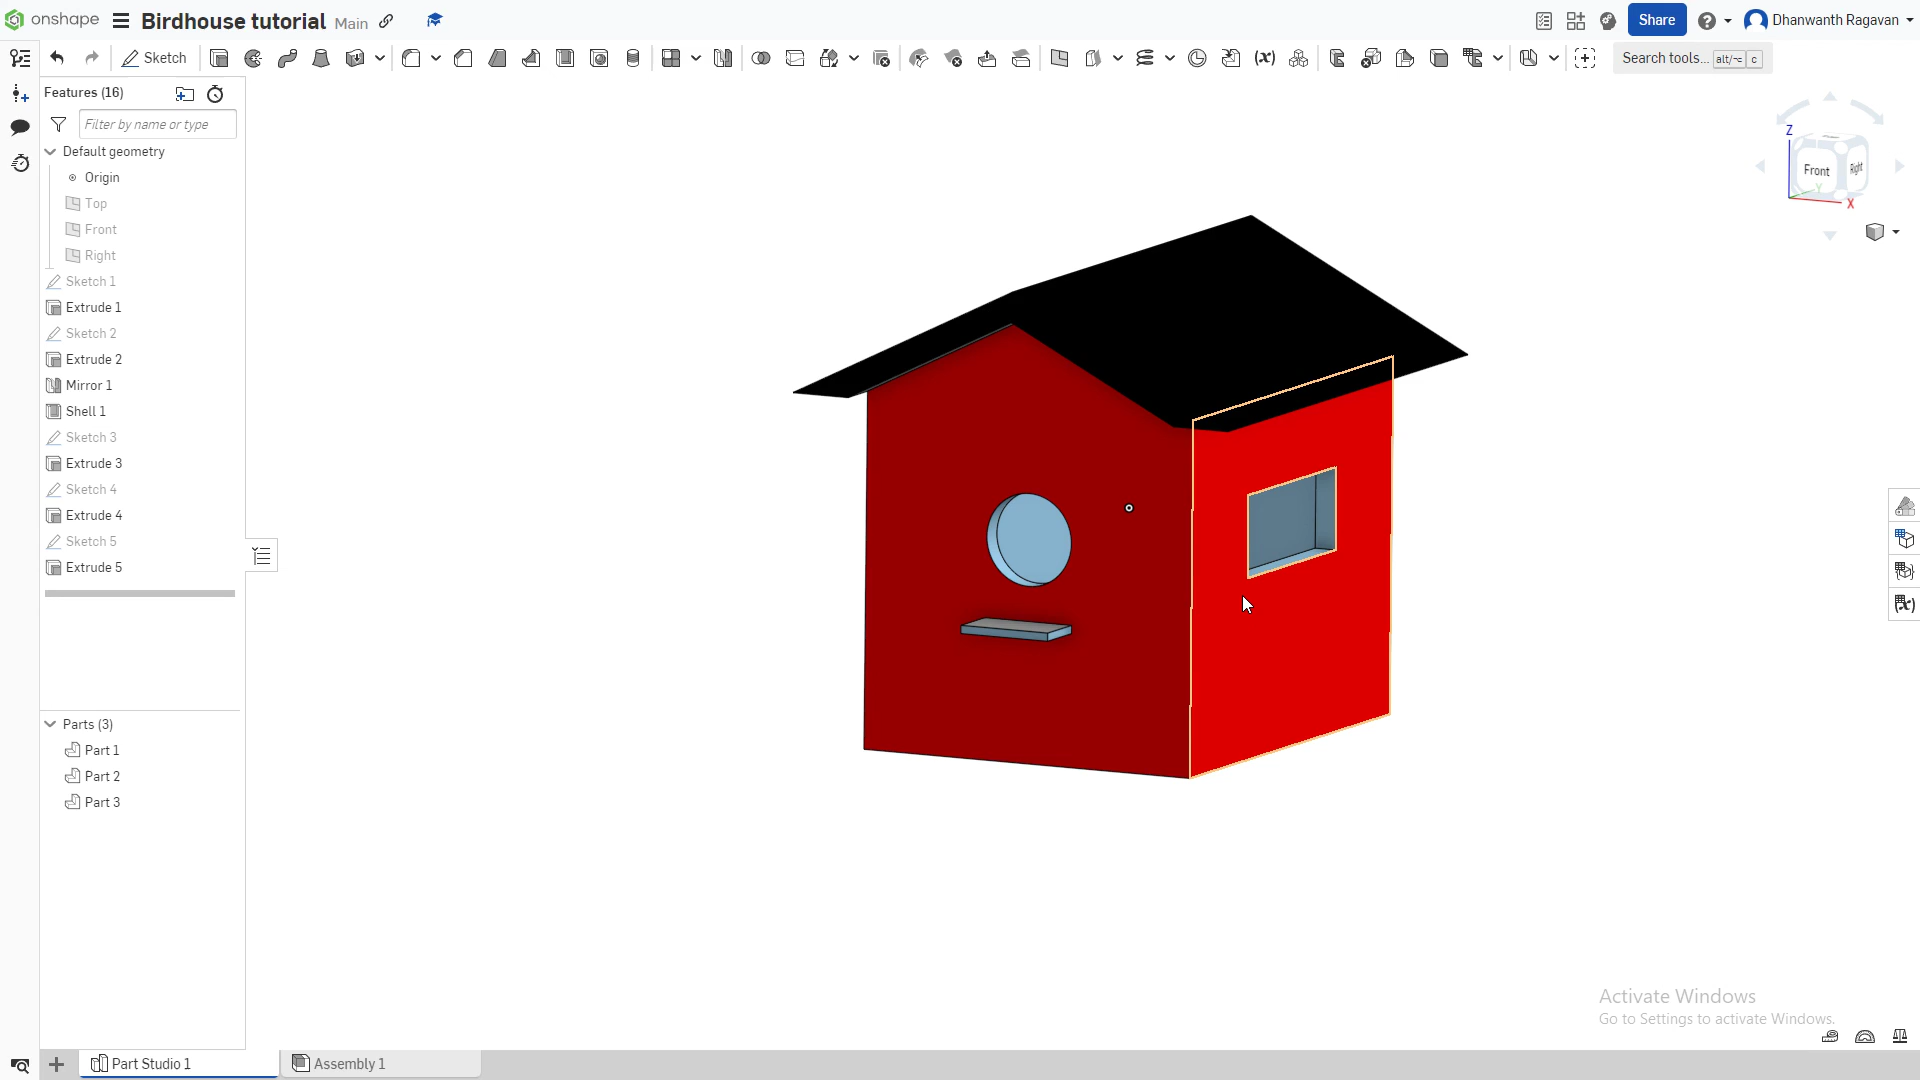 onshape Birdhouse tutorial Main Share Dhanwanth Ragavan
Sketch Search tools... alt/⌥ c
Features (16)
Filter by name or type
Default geometry
Origin
Top
Front
Right
Sketch 1
Extrude 1
Sketch 2
Extrude 2
Mirror 1
Shell 1
Sketch 3
Extrude 3
Sketch 4
Extrude 4
Sketch 5
Extrude 5
Parts (3)
Part 1
Part 2
Part 3
Z
Front Right
Y
X
(x)
Activate Windows
Go to Settings to activate Windows.
Part Studio 1 Assembly 1